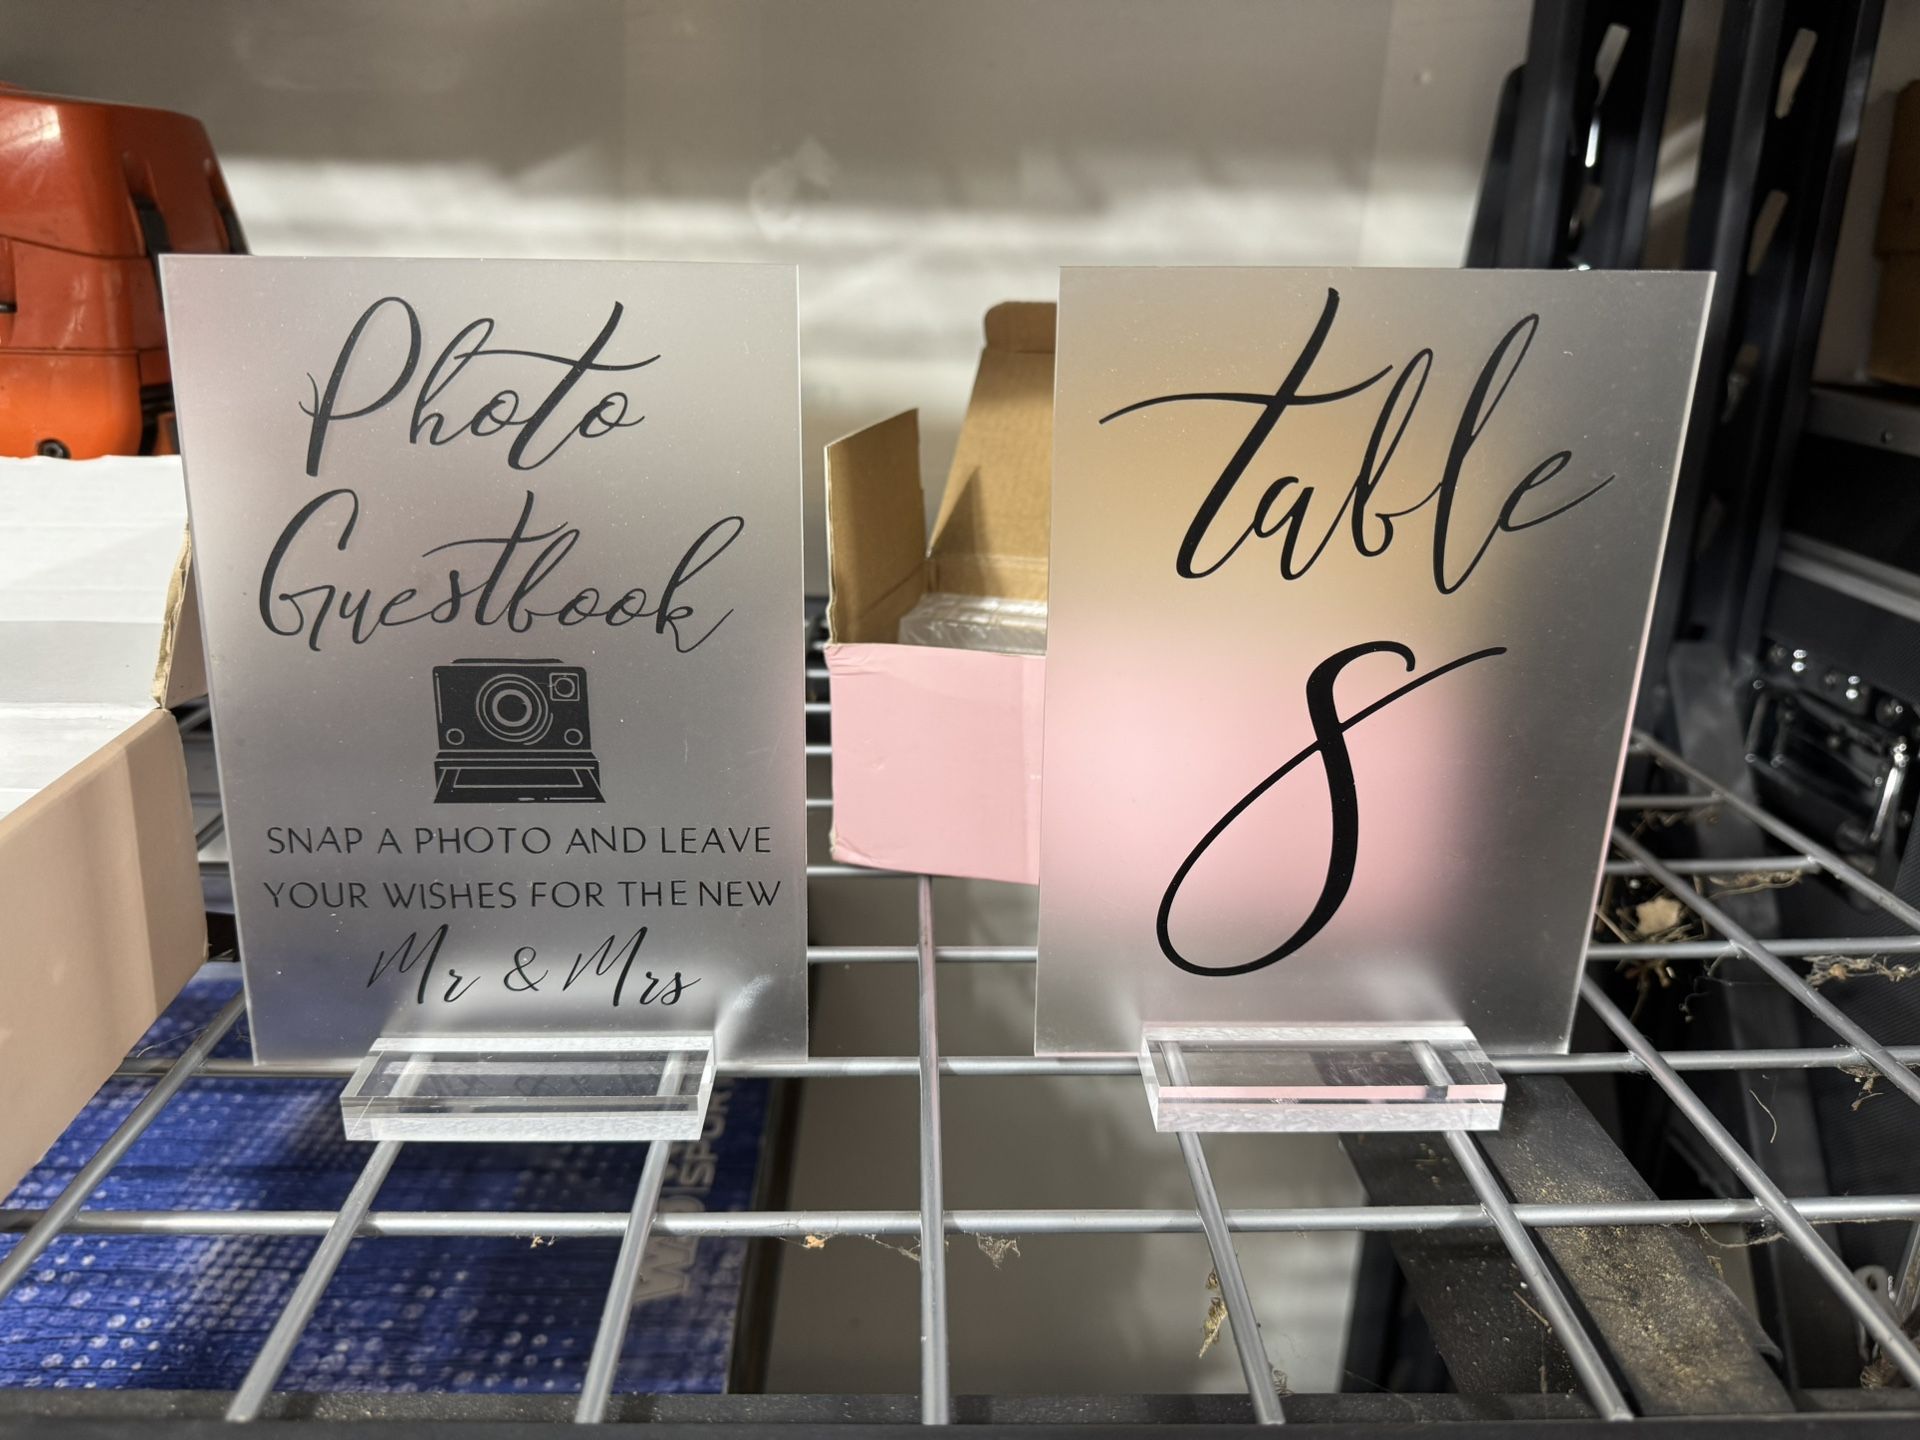 Photo
Guestbook
SNAP A PHOTO AND LEAVE
YOUR WISHES FOR THE NEW
Mr & Mrs
Table
8